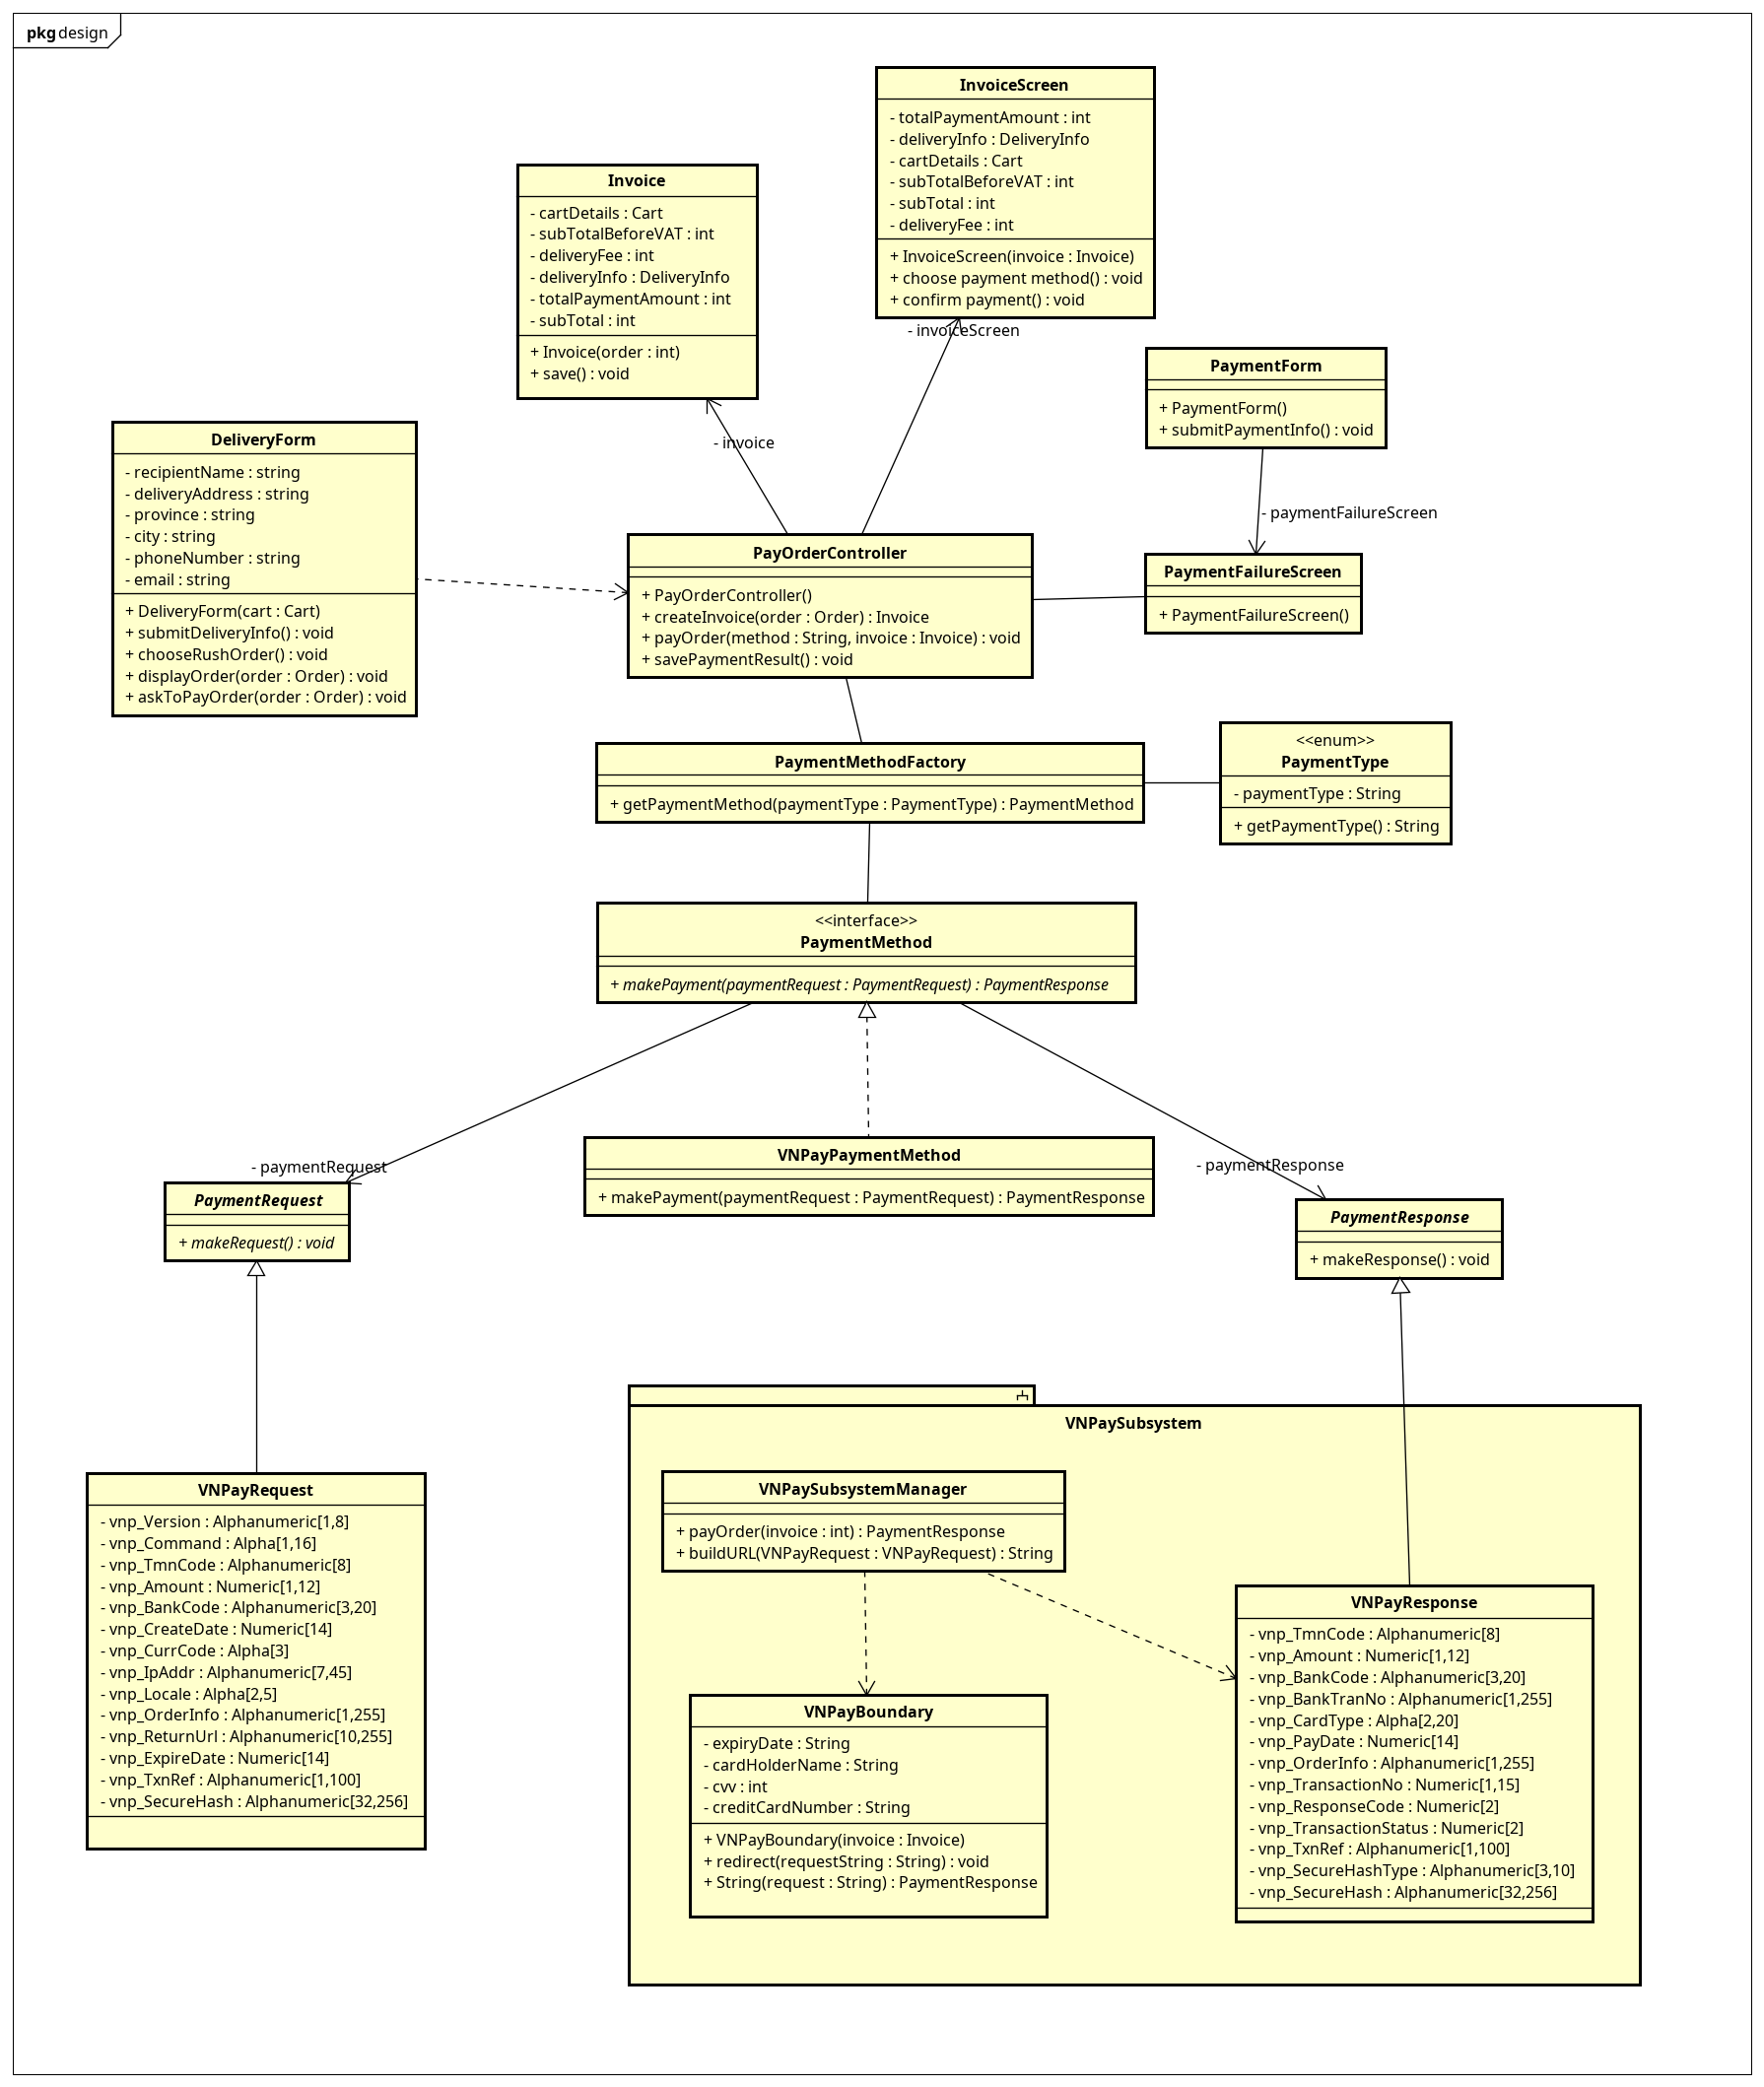 pkg design
InvoiceScreen
- totalPaymentAmount : int
- deliveryInfo : DeliveryInfo
- cartDetails : Cart
- subTotalBeforeVAT : int
- subTotal : int
- deliveryFee : int
+ InvoiceScreen(invoice : Invoice)
+ choose payment method() : void
+ confirm payment() : void
Invoice
- cartDetails : Cart
- subTotalBeforeVAT : int
- deliveryFee : int
- deliveryInfo : DeliveryInfo
- totalPaymentAmount : int
- subTotal : int
+ Invoice(order : int)
+ save() : void
- invoiceScreen
PaymentForm
+ PaymentForm()
+ submitPaymentInfo() : void
- invoice
DeliveryForm
- recipientName : string
- deliveryAddress : string
- province : string
- city : string
- phoneNumber : string
- email : string
+ DeliveryForm(cart : Cart)
+ submitDeliveryInfo() : void
+ chooseRushOrder() : void
+ displayOrder(order : Order) : void
+ askToPayOrder(order : Order) : void
- paymentFailureScreen
PayOrderController
+ PayOrderController()
+ createInvoice(order : Order) : Invoice
+ payOrder(method : String, invoice : Invoice) : void
+ savePaymentResult() : void
PaymentFailureScreen
+ PaymentFailureScreen()
PaymentMethodFactory
+ getPaymentMethod(paymentType : PaymentType) : PaymentMethod
<<enum>>
PaymentType
- paymentType : String
+ getPaymentType() : String
<<interface>>
PaymentMethod
+ makePayment(paymentRequest : PaymentRequest) : PaymentResponse
- paymentRequest
PaymentRequest
+ makeRequest() : void
VNPayPaymentMethod
+ makePayment(paymentRequest : PaymentRequest) : PaymentResponse
- paymentResponse
PaymentResponse
+ makeResponse() : void
VNPayRequest
- vnp_Version : Alphanumeric[1,8]
- vnp_Command : Alpha[1,16]
- vnp_TmnCode : Alphanumeric[8]
- vnp_Amount : Numeric[1,12]
- vnp_BankCode : Alphanumeric[3,20]
- vnp_CreateDate : Numeric[14]
- vnp_CurrCode : Alpha[3]
- vnp_IpAddr : Alphanumeric[7,45]
- vnp_Locale : Alpha[2,5]
- vnp_OrderInfo : Alphanumeric[1,255]
- vnp_ReturnUrl : Alphanumeric[10,255]
- vnp_ExpireDate : Numeric[14]
- vnp_TxnRef : Alphanumeric[1,100]
- vnp_SecureHash : Alphanumeric[32,256]
VNPaySubsystem
VNPaySubsystemManager
+ payOrder(invoice : int) : PaymentResponse
+ buildURL(VNPayRequest : VNPayRequest) : String
VNPayBoundary
- expiryDate : String
- cardHolderName : String
- cvv : int
- creditCardNumber : String
+ VNPayBoundary(invoice : Invoice)
+ redirect(requestString : String) : void
+ String(request : String) : PaymentResponse
VNPayResponse
- vnp_TmnCode : Alphanumeric[8]
- vnp_Amount : Numeric[1,12]
- vnp_BankCode : Alphanumeric[3,20]
- vnp_BankTranNo : Alphanumeric[1,255]
- vnp_CardType : Alpha[2,20]
- vnp_PayDate : Numeric[14]
- vnp_OrderInfo : Alphanumeric[1,255]
- vnp_TransactionNo : Numeric[1,15]
- vnp_ResponseCode : Numeric[2]
- vnp_TransactionStatus : Numeric[2]
- vnp_TxnRef : Alphanumeric[1,100]
- vnp_SecureHashType : Alphanumeric[3,10]
- vnp_SecureHash : Alphanumeric[32,256]